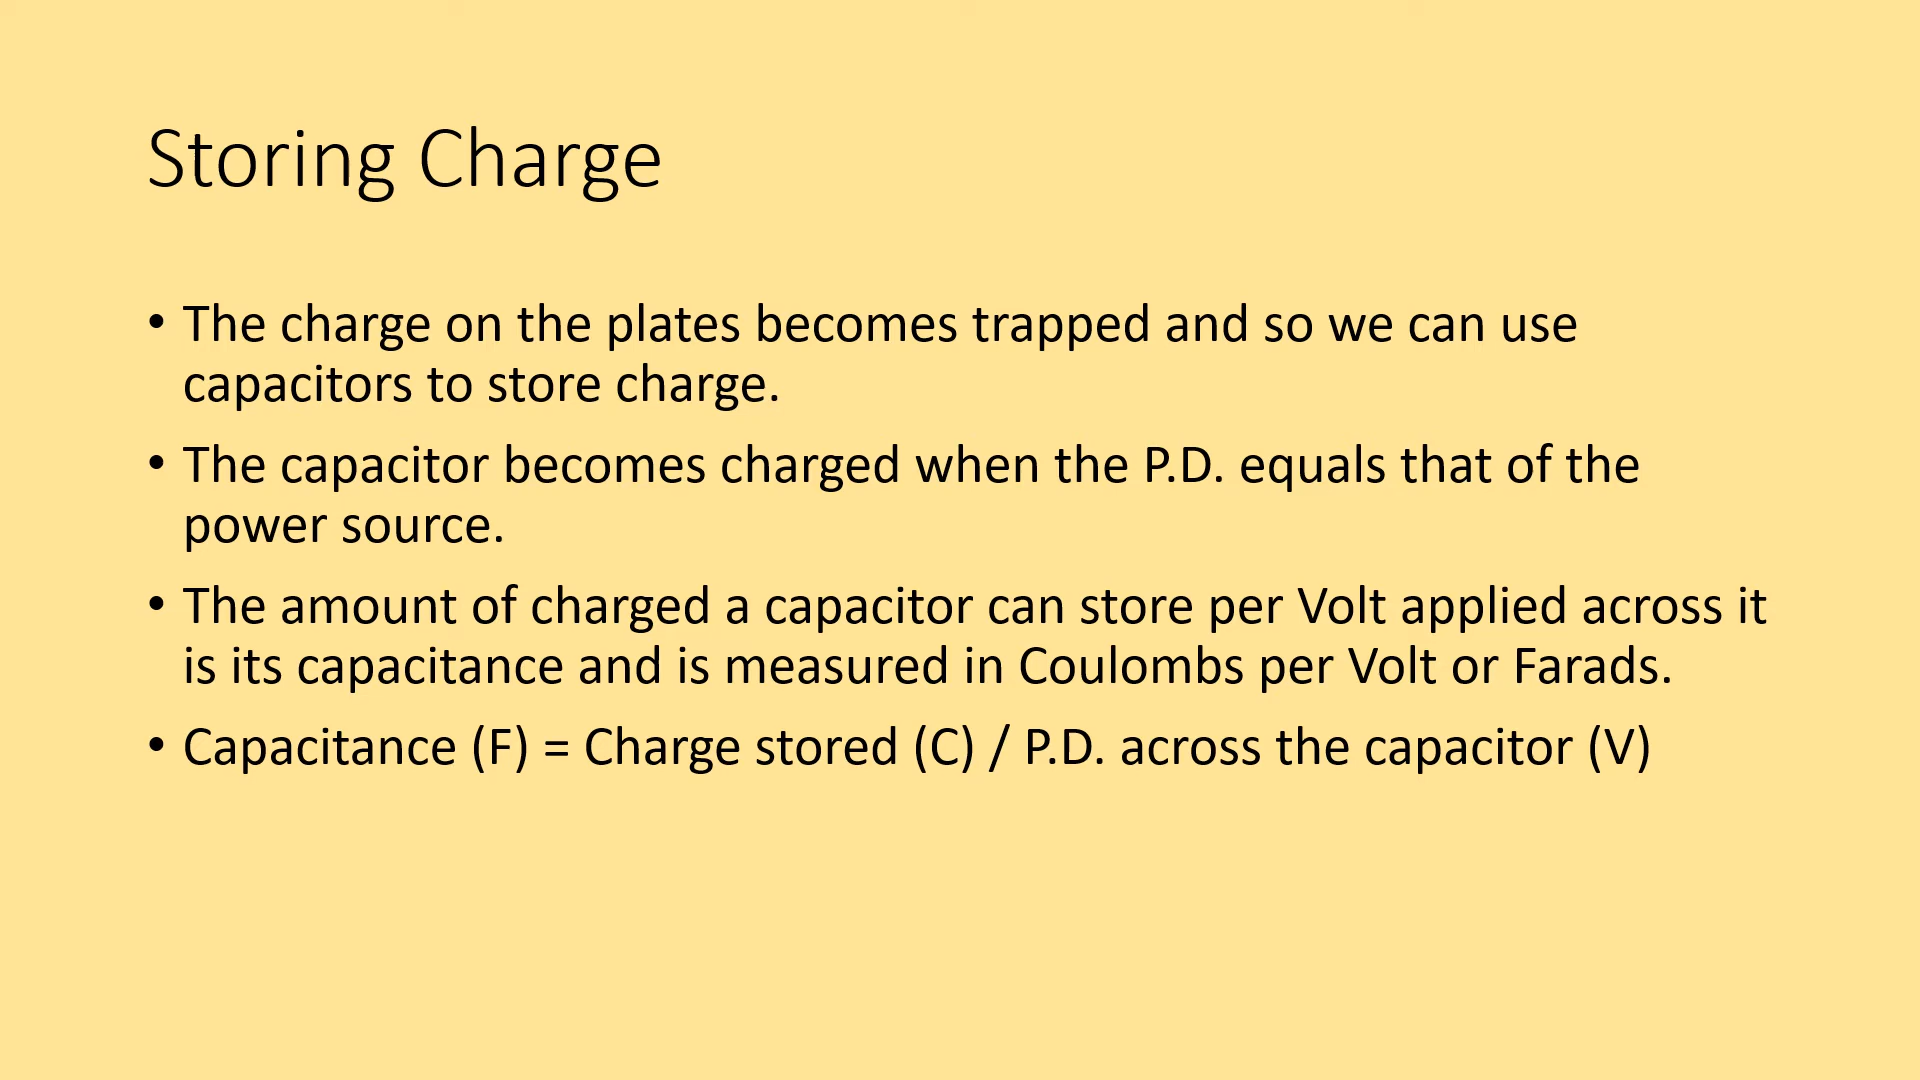 Storing Charge
• The charge on the plates becomes trapped and so we can use
capacitors to store charge.
• The capacitor becomes charged when the P.D. equals that of the
power source.
• The amount of charged a capacitor can store per Volt applied across it
is its capacitance and is measured in Coulombs per Volt or Farads.
• Capacitance (F) = Charge stored (C) / P.D. across the capacitor (V)